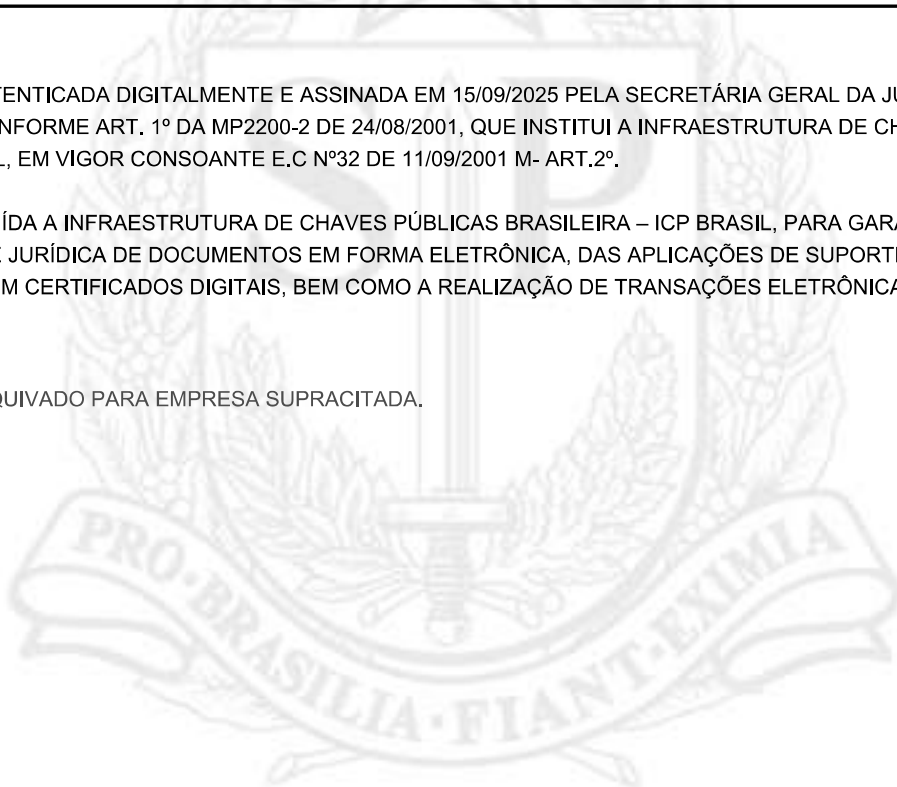 TENTICADA DIGITALMENTE E ASSINADA EM 15/09/2025 PELA SECRETÁRIA GERAL DA JU
NFORME ART. 1º DA MP2200-2 DE 24/08/2001, QUE INSTITUI A INFRAESTRUTURA DE CH
L, EM VIGOR CONSOANTE E.C Nº32 DE 11/09/2001 M- ART.2º.
ÍDA A INFRAESTRUTURA DE CHAVES PÚBLICAS BRASILEIRA – ICP BRASIL, PARA GARA
E JURÍDICA DE DOCUMENTOS EM FORMA ELETRÔNICA, DAS APLICAÇÕES DE SUPORTE
M CERTIFICADOS DIGITAIS, BEM COMO A REALIZAÇÃO DE TRANSAÇÕES ELETRÔNICA
QUIVADO PARA EMPRESA SUPRACITADA.
SP
PRO·BRASILIA·FIANT·EXIMIA